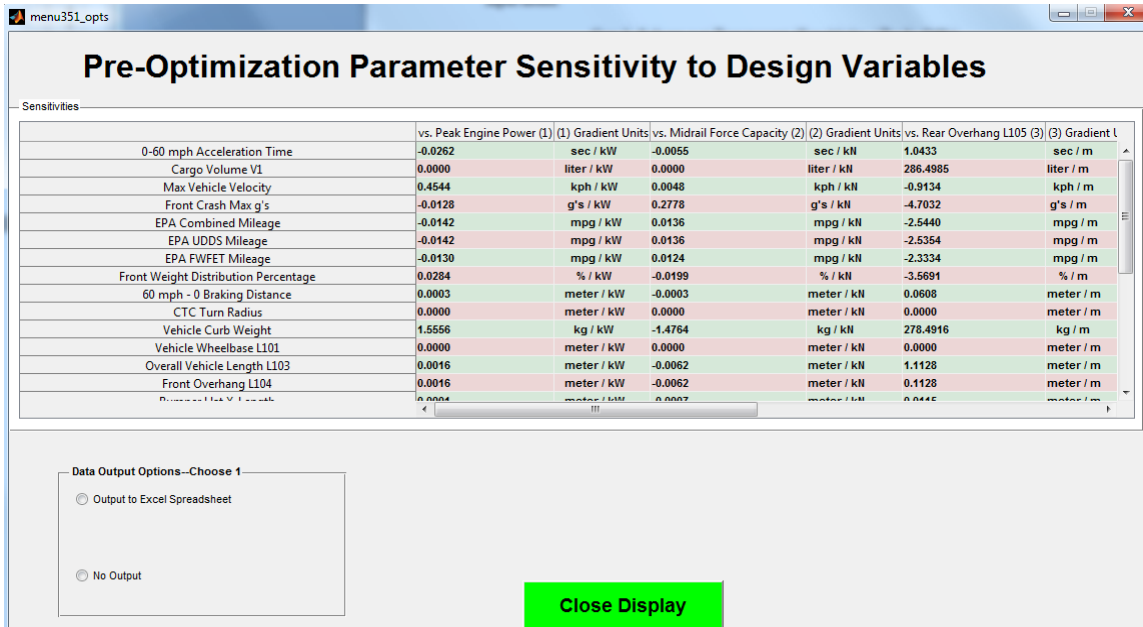 menu351_opts
Pre-Optimization Parameter Sensitivity to Design Variables
Sensitivities
vs. Peak Engine Power (1) (1) Gradient Units vs. Midrail Force Capacity (2) (2) Gradient Units vs. Rear Overhang L105 (3) (3) Gradient
0-60 mph Acceleration Time -0.0262 sec / kW -0.0055 sec / kN 1.0433 sec / m
Cargo Volume V1 0.0000 liter / kW 0.0000 liter / kN 286.4985 liter / m
Max Vehicle Velocity 0.4544 kph / kW 0.0048 kph / kN -0.9134 kph / m
Front Crash Max g's -0.0128 g's / kW 0.2778 g's / kN -4.7032 g's / m
EPA Combined Mileage -0.0142 mpg / kW 0.0136 mpg / kN -2.5440 mpg / m
EPA UDDS Mileage -0.0142 mpg / kW 0.0136 mpg / kN -2.5354 mpg / m
EPA FWFET Mileage -0.0130 mpg / kW 0.0124 mpg / kN -2.3334 mpg / m
Front Weight Distribution Percentage 0.0284 % / kW -0.0199 % / kN -3.5691 % / m
60 mph - 0 Braking Distance 0.0003 meter / kW -0.0003 meter / kN 0.0608 meter / m
CTC Turn Radius 0.0000 meter / kW 0.0000 meter / kN 0.0000 meter / m
Vehicle Curb Weight 1.5556 kg / kW -1.4764 kg / kN 278.4916 kg / m
Vehicle Wheelbase L101 0.0000 meter / kW 0.0000 meter / kN 0.0000 meter / m
Overall Vehicle Length L103 0.0016 meter / kW -0.0062 meter / kN 1.1128 meter / m
Front Overhang L104 0.0016 meter / kW -0.0062 meter / kN 0.1128 meter / m
Data Output Options--Choose 1
Output to Excel Spreadsheet
No Output
Close Display